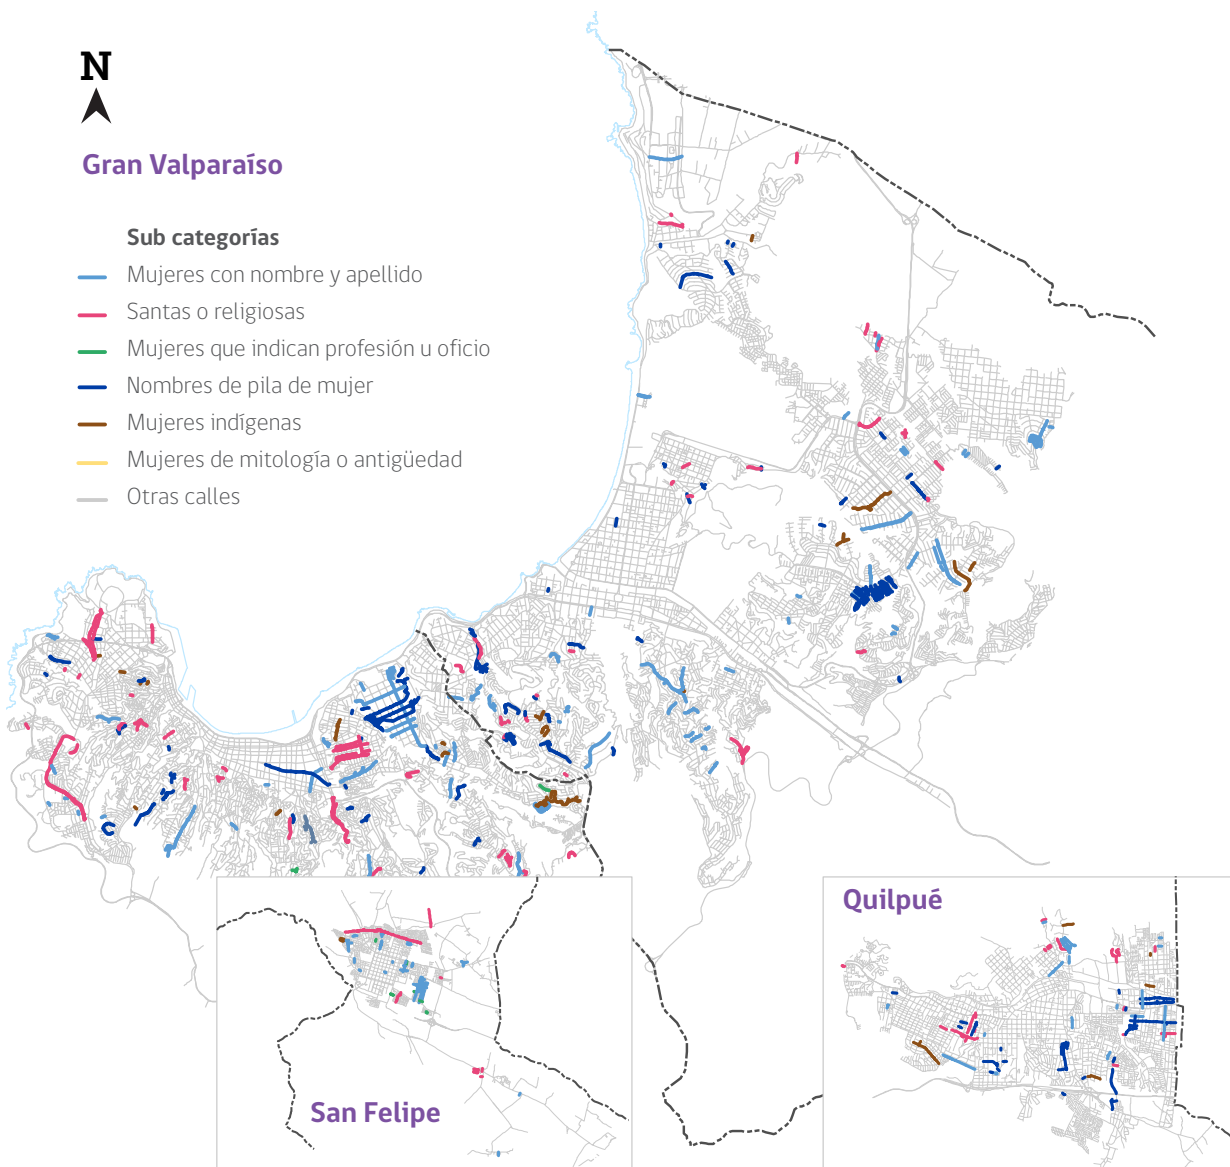 N
Gran Valparaíso
Sub categorías
Mujeres con nombre y apellido
Santas o religiosas
Mujeres que indican profesión u oficio
Nombres de pila de mujer
Mujeres indígenas
Mujeres de mitología o antigüedad
Otras calles
Quilpué
San Felipe